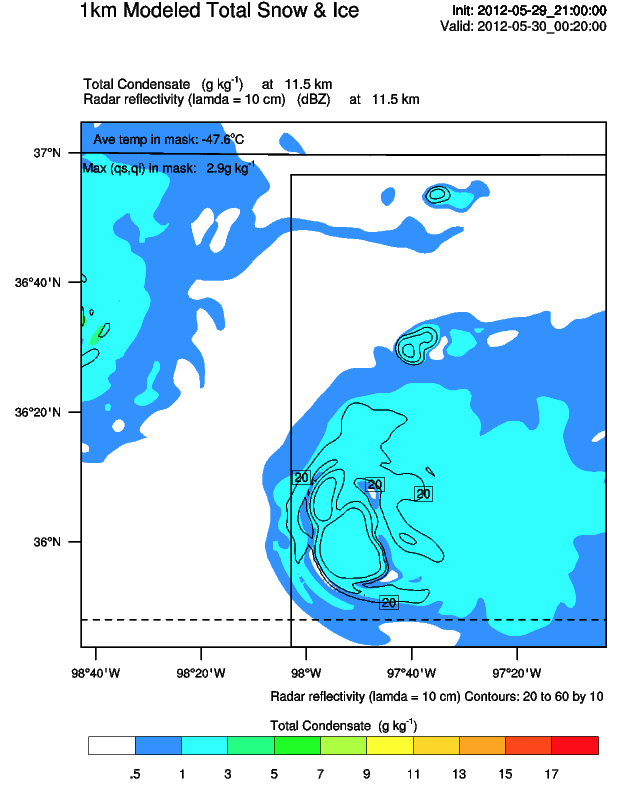 1km Modeled Total Snow & Ice
Init: 2012-05-29_21:00:00
Valid: 2012-05-30_00:20:00
Total Condensate (g kg-1) at 11.5 km
Radar reflectivity (lamda = 10 cm) (dBZ) at 11.5 km
Ave temp in mask: -47.6°C
Max (qs,qi) in mask: 2.9g kg-1
37°N
36°40'N
36°20'N
36°N
20
20
20
20
98°40'W 98°20'W 98°W 97°40'W 97°20'W
Radar reflectivity (lamda = 10 cm) Contours: 20 to 60 by 10
Total Condensate (g kg-1)
.5 1 3 5 7 9 11 13 15 17